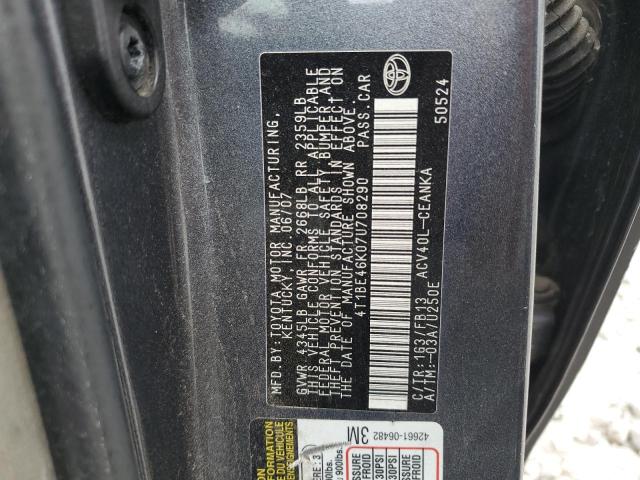 MFD.BY:TOYOTA MOTOR MANUFACTURING,
KENTUCKY, INC. 06/07
GVWR 4345LB GAWR FR 2668LB RR 2359LB
THIS VEHICLE CONFORMS TO ALL APPLICABLE
FEDERAL MOTOR VEHICLE SAFETY, BUMPER, AND
THEFT PREVENTION STANDARDS IN EFFECT ON
THE DATE OF MANUFACTURE SHOWN ABOVE.
4T1BE46K07U708290 PASS.CAR
C/TR:1G3/FB13 ACV40L-CEANKA
A/TM:-03A/U250E
50524
42661-06482
3M